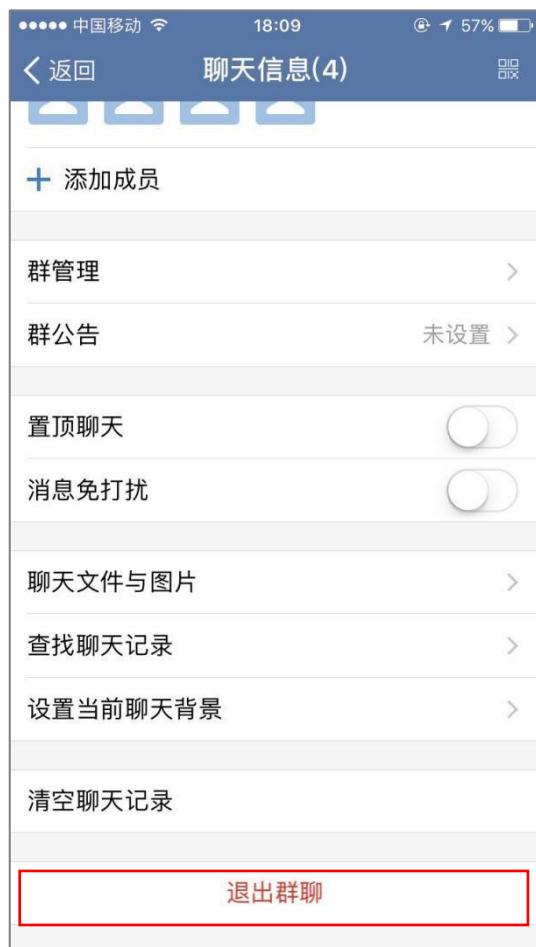 中国移动 18:09 57%
返回 聊天信息(4)
添加成员
群管理
群公告 未设置
置顶聊天
消息免打扰
聊天文件与图片
查找聊天记录
设置当前聊天背景
清空聊天记录
退出群聊